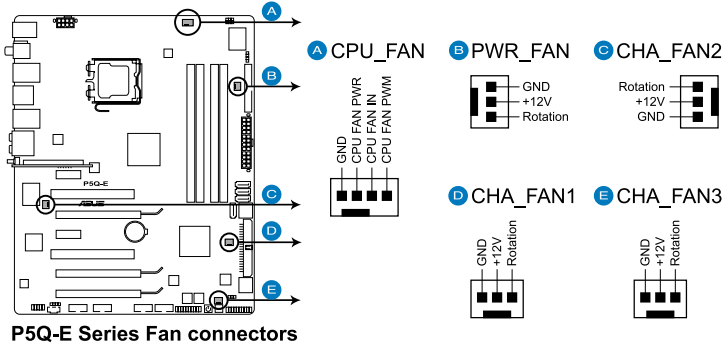 A
B
C
D
E
P5Q-E
ASUS
P5Q-E Series Fan connectors
A CPU_FAN
GND
CPU FAN PWR
CPU FAN IN
CPU FAN PWM
B PWR_FAN
GND
+12V
Rotation
C CHA_FAN2
Rotation
+12V
GND
D CHA_FAN1
GND
+12V
Rotation
E CHA_FAN3
GND
+12V
Rotation